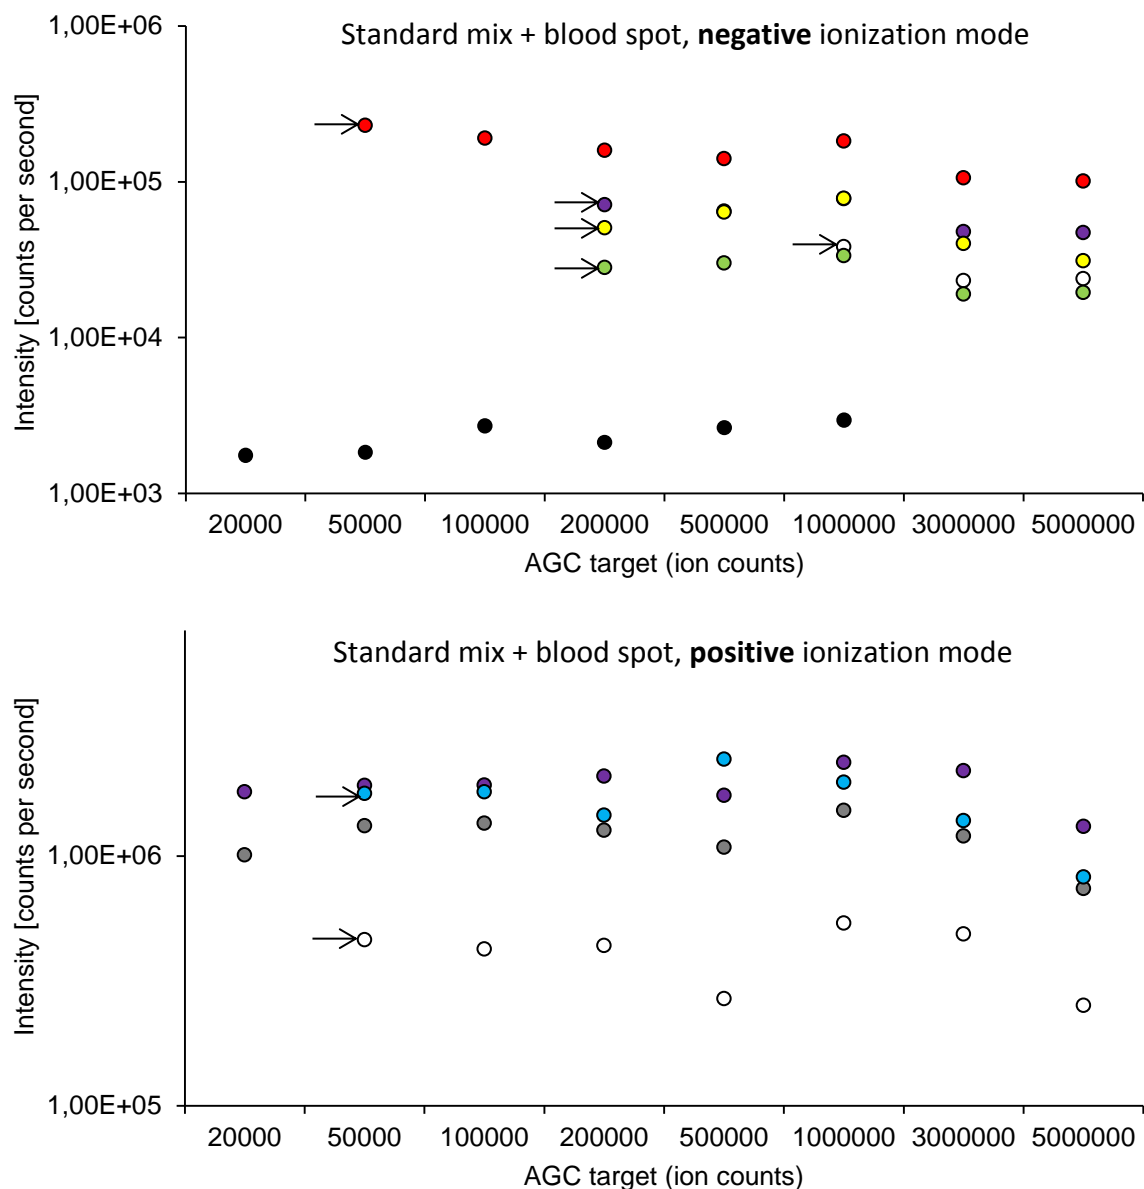 Standard mix + blood spot, negative ionization mode
Intensity [counts per second]
1,00E+06
1,00E+05
1,00E+04
1,00E+03
20000 50000 100000 200000 500000 1000000 3000000 5000000
AGC target (ion counts)
Standard mix + blood spot, positive ionization mode
Intensity [counts per second]
1,00E+06
1,00E+05
20000 50000 100000 200000 500000 1000000 3000000 5000000
AGC target (ion counts)